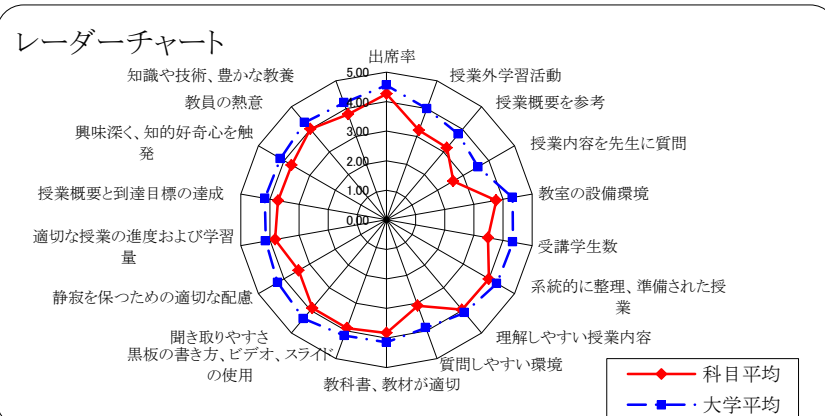 レーダーチャート
出席率
授業外学習活動
授業概要を参考
授業内容を先生に質問
教室の設備環境
受講学生数
系統的に整理、準備された授
業
理解しやすい授業内容
質問しやすい環境
教科書、教材が適切
黒板の書き方、ビデオ、スライド
の使用
聞き取りやすさ
静寂を保つための適切な配慮
適切な授業の進度および学習
量
授業概要と到達目標の達成
興味深く、知的好奇心を触
発
教員の熱意
知識や技術、豊かな教養
5.00
4.00
3.00
2.00
1.00
0.00
科目平均
大学平均